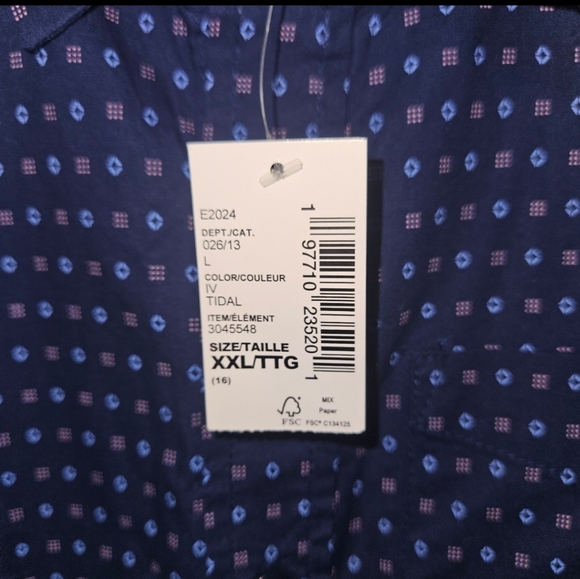 E2024
DEPT./CAT.
026/13
L
COLOR/COULEUR
IV
TIDAL
ITEM/ÉLÉMENT
3045548
SIZE/TAILLE
XXL/TTG
(16)
1 97710 23520 1
FSC
MIX
Paper
FSC® C134125